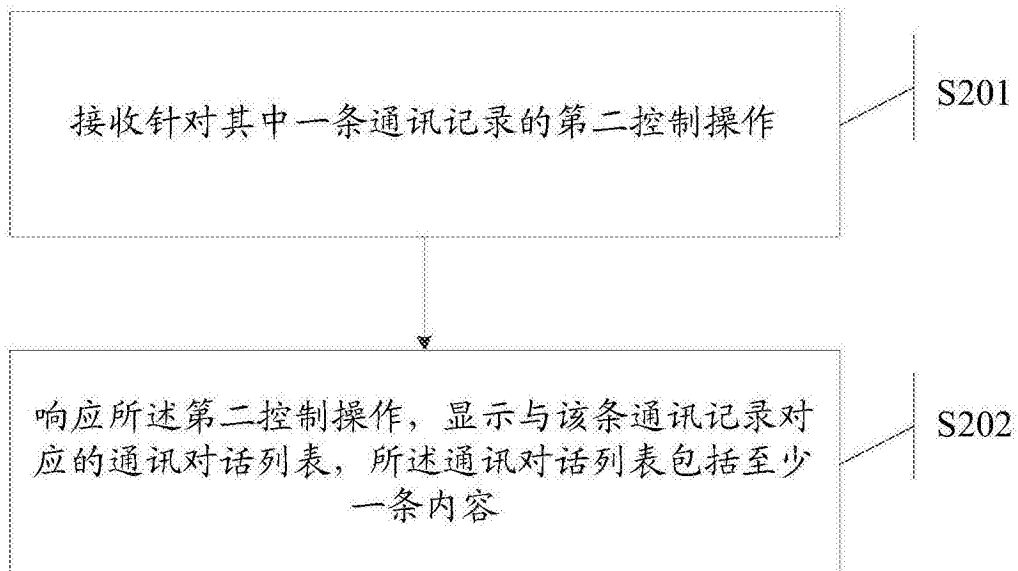 接收针对其中一条通讯记录的第二控制操作
S201
响应所述第二控制操作，显示与该条通讯记录对
应的通讯对话列表，所述通讯对话列表包括至少
一条内容
S202